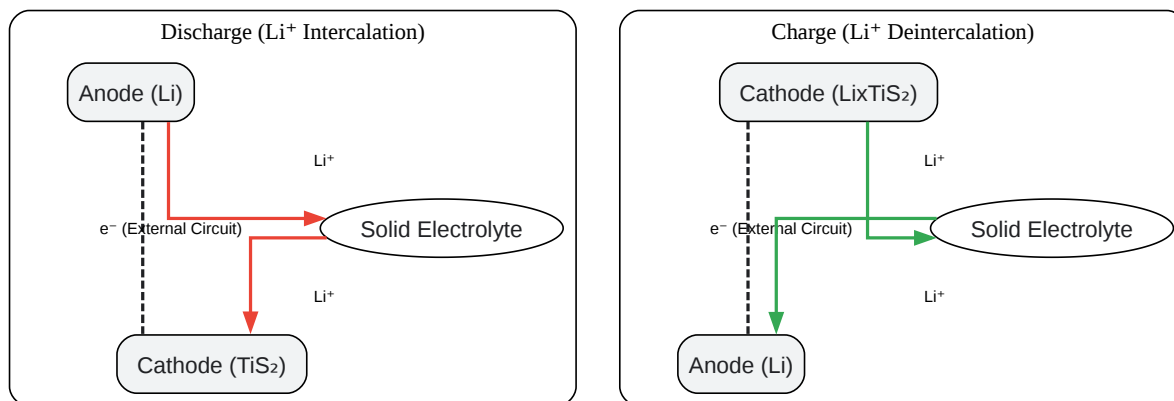 Discharge (Li⁺ Intercalation)
Anode (Li)
Li⁺
e⁻ (External Circuit)
Solid Electrolyte
Li⁺
Cathode (TiS₂)
Charge (Li⁺ Deintercalation)
Cathode (LixTiS₂)
Li⁺
e⁻ (External Circuit)
Solid Electrolyte
Li⁺
Anode (Li)